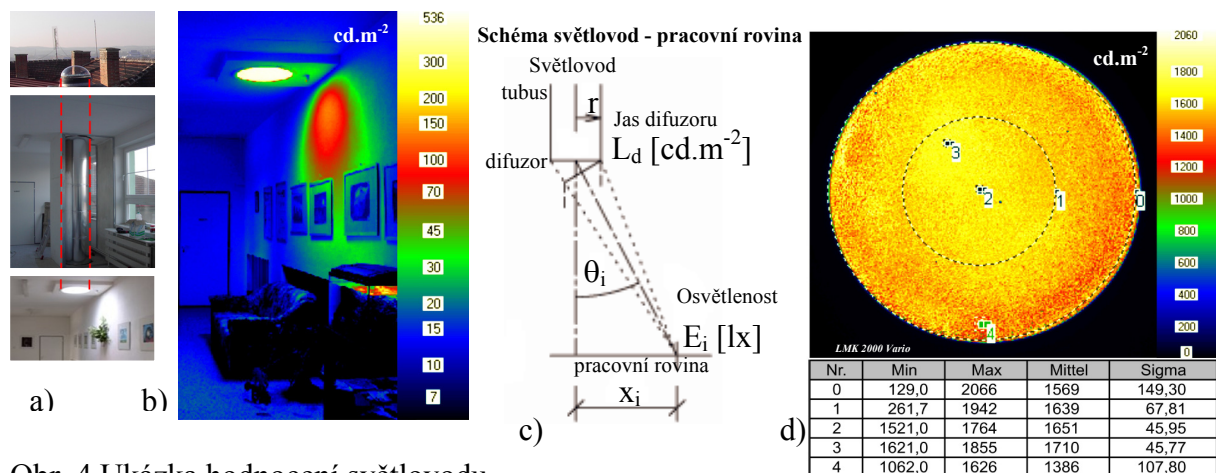 536
cd.m-2
300
200
150
100
70
45
30
20
15
10
7
a)
b)
Schéma světlovod - pracovní rovina
Světlovod
tubus
r
Jas difuzoru
difuzor
Ld [cd.m-2]
θi
Osvětlenost
Ei [lx]
pracovní rovina
xi
c)
2060
cd.m-2
1800
1600
1400
1200
1000
800
600
400
200
0
3
2
1
0
4
LMK 2000 Vario
d)
Nr. Min Max Mittel Sigma
0 129,0 2066 1569 149,30
1 261,7 1942 1639 67,81
2 1521,0 1764 1651 45,95
3 1621,0 1855 1710 45,77
4 1062,0 1626 1386 107,80
Obr. 4 Ukázka hodnocení světlovodu